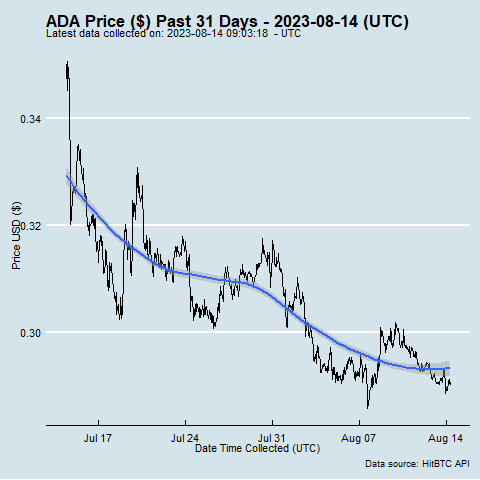 ADA Price ($) Past 31 Days - 2023-08-14 (UTC)
Latest data collected on: 2023-08-14 09:03:18  - UTC
0.34
0.32
0.30
Price USD ($)
Jul 17
Jul 24
Jul 31
Aug 07
Aug 14
Date Time Collected (UTC)
Data source: HitBTC API